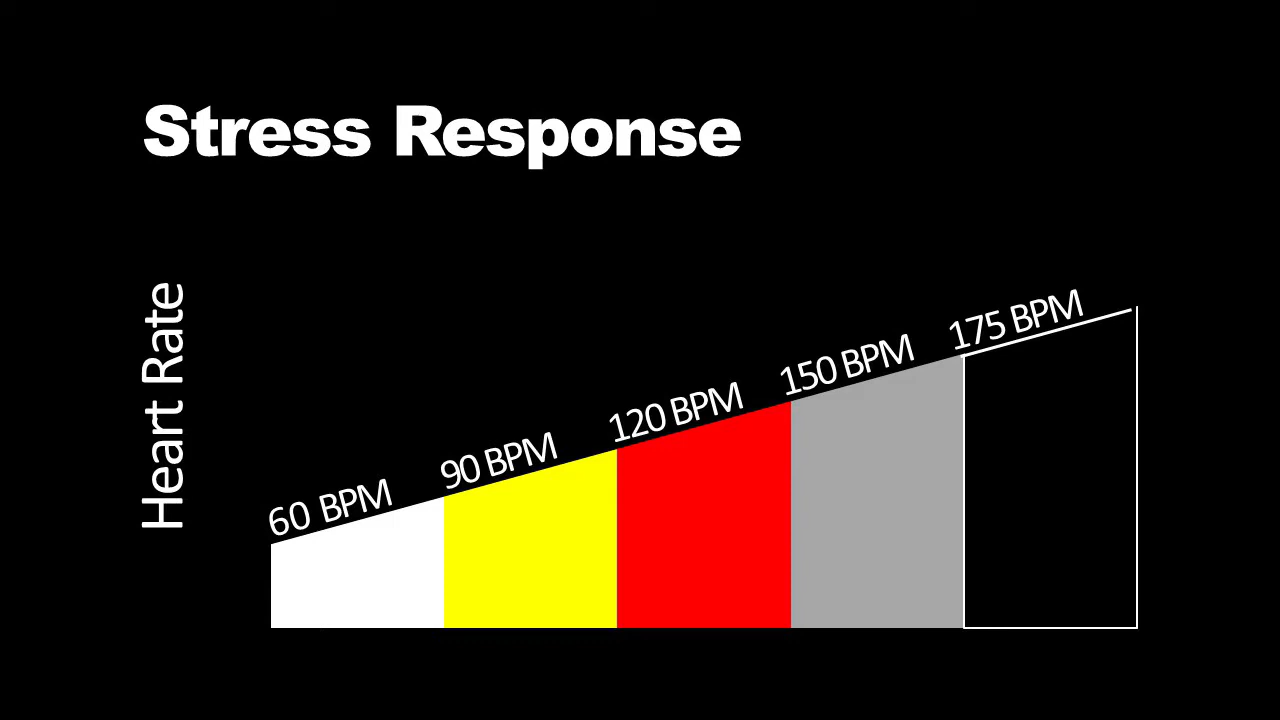 Stress Response
Heart Rate
60 BPM
90 BPM
120 BPM
150 BPM
175 BPM